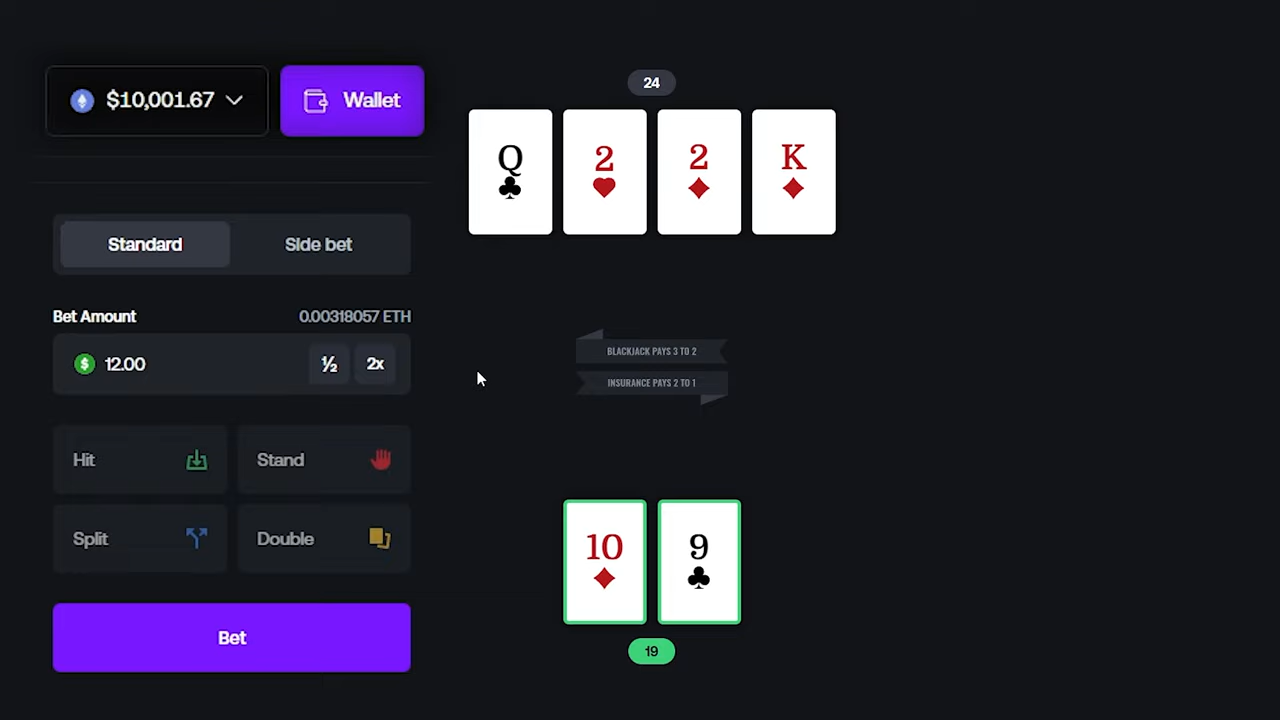 $10,001.67
Wallet
Standard
Side bet
Bet Amount
0.00318057 ETH
$
12.00
½
2x
Hit
Stand
Split
Double
Bet
24
Q
2
2
K
BLACKJACK PAYS 3 TO 2
INSURANCE PAYS 2 TO 1
10
9
19